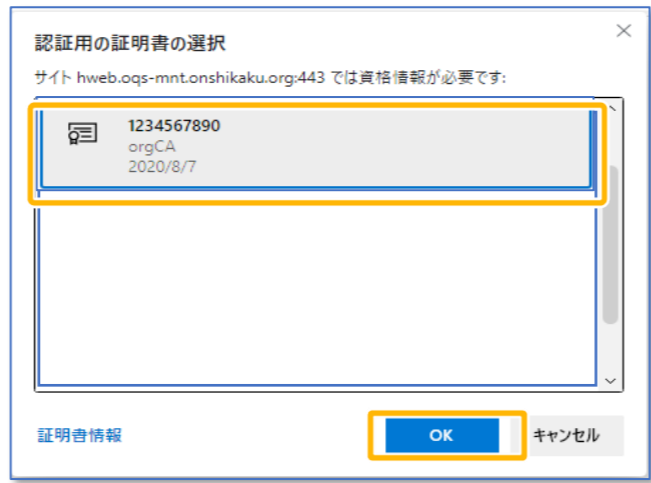 認証用の証明書の選択
サイト hweb.oqs-mnt.onshikaku.org:443 では資格情報が必要です:
1234567890
orgCA
2020/8/7
証明書情報
OK
キャンセル